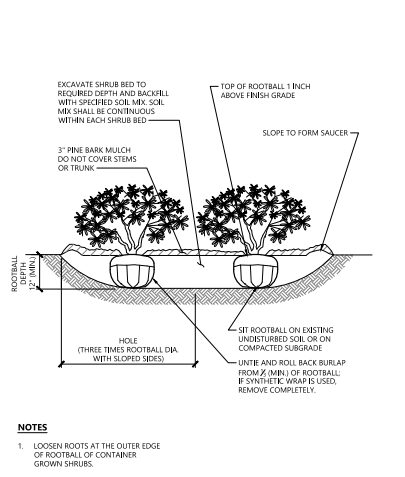 EXCAVATE SHRUB BED TO
REQUIRED DEPTH AND BACKFILL
WITH SPECIFIED SOIL MIX. SOIL
MIX SHALL BE CONTINUOUS
WITHIN EACH SHRUB BED
TOP OF ROOTBALL 1 INCH
ABOVE FINISH GRADE
SLOPE TO FORM SAUCER
3" PINE BARK MULCH
DO NOT COVER STEMS
OR TRUNK
ROOTBALL
DEPTH
12" (MIN.)
HOLE
(THREE TIMES ROOTBALL DIA.
WITH SLOPED SIDES)
SIT ROOTBALL ON EXISTING
UNDISTURBED SOIL OR ON
COMPACTED SUBGRADE
UNTIE AND ROLL BACK BURLAP
FROM (MIN.) OF ROOTBALL;
IF SYNTHETIC WRAP IS USED,
REMOVE COMPLETELY.
NOTES
1. LOOSEN ROOTS AT THE OUTER EDGE
OF ROOTBALL OF CONTAINER
GROWN SHRUBS.